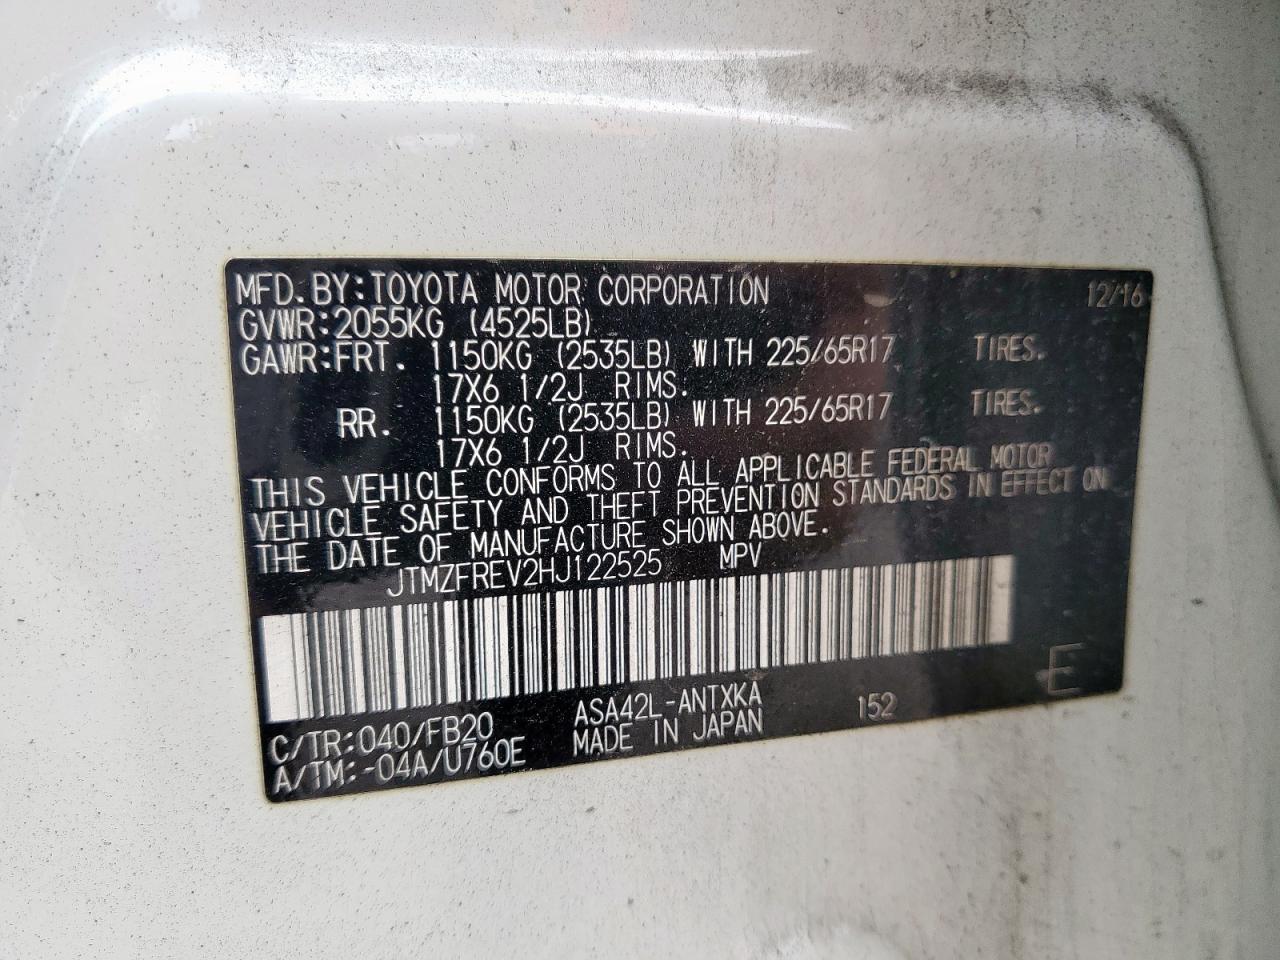 MFD. BY: TOYOTA MOTOR CORPORATION 12/16
GVWR: 2055KG (4525LB)
GAWR: FRT. 1150KG (2535LB) WITH 225/65R17 TIRES.
17X6 1/2J RIMS.
RR. 1150KG (2535LB) WITH 225/65R17 TIRES.
17X6 1/2J RIMS.
THIS VEHICLE CONFORMS TO ALL APPLICABLE FEDERAL MOTOR
VEHICLE SAFETY AND THEFT PREVENTION STANDARDS IN EFFECT ON
THE DATE OF MANUFACTURE SHOWN ABOVE.
JTMZFREV2HJ122525 MPV
E
C/TR: 040/FB20 ASA42L-ANTXKA 152
A/TM: -04A/U760E MADE IN JAPAN